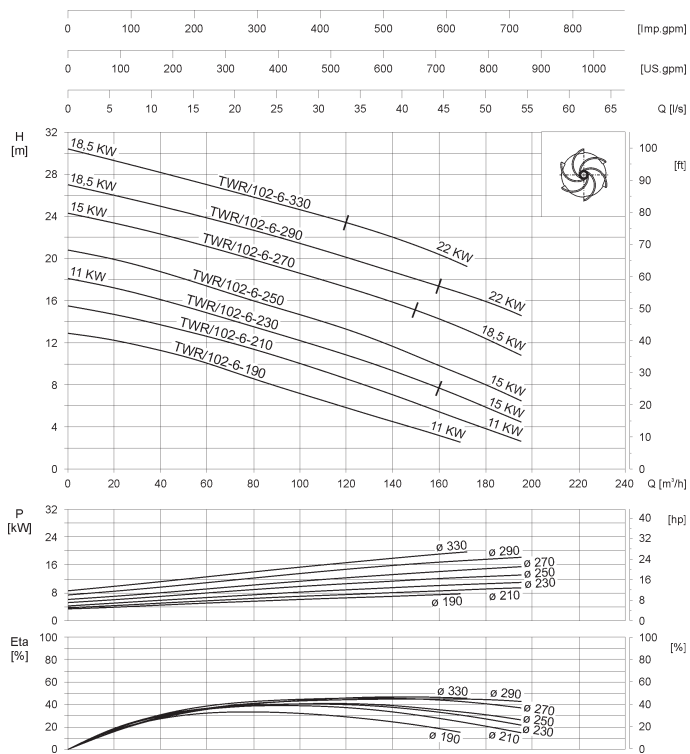 0 100 200 300 400 500 600 700 800 [Imp.gpm]
0 100 200 300 400 500 600 700 800 900 1000 [US.gpm]
0 5 10 15 20 25 30 35 40 45 50 55 60 65 Q [l/s]
H
[m]
32
28
24
20
16
12
8
4
0
100
90
80
70
60
50
40
30
20
10
0
[ft]
18,5 KW
TWR/102-6-330
22 KW
18,5 KW
TWR/102-6-290
22 KW
15 KW
TWR/102-6-270
18,5 KW
TWR/102-6-250
15 KW
11 KW
TWR/102-6-230
15 KW
TWR/102-6-210
11 KW
TWR/102-6-190
11 KW
0 20 40 60 80 100 120 140 160 180 200 220 240 Q [m³/h]
P
[kW]
32
24
16
8
0
40
32
24
16
8
0
[hp]
ø 330
ø 290
ø 270
ø 250
ø 230
ø 210
ø 190
Eta
[%]
100
80
60
40
20
0
100
80
60
40
20
0
[%]
ø 330
ø 290
ø 270
ø 250
ø 230
ø 210
ø 190